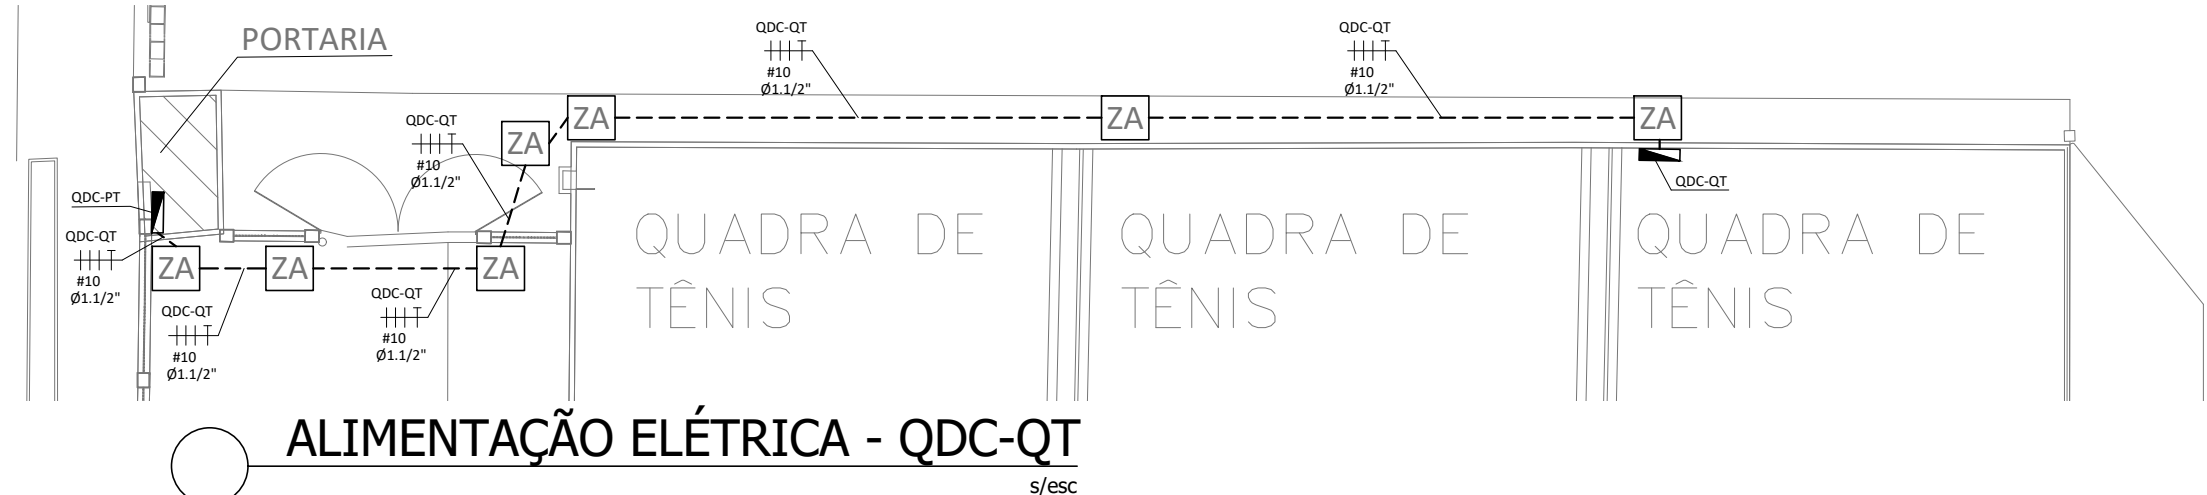 PORTARIA
QDC-QT
#10
Ø1.1/2"
QDC-QT
#10
Ø1.1/2"
QDC-QT
#10
Ø1.1/2"
ZA
ZA
ZA
ZA
QDC-QT
QDC-PT
QDC-QT
#10
Ø1.1/2"
ZA
ZA
ZA
QDC-QT
#10
Ø1.1/2"
QDC-QT
#10
Ø1.1/2"
QUADRA DE
TÊNIS
QUADRA DE
TÊNIS
QUADRA DE
TÊNIS
ALIMENTAÇÃO ELÉTRICA - QDC-QT
s/esc